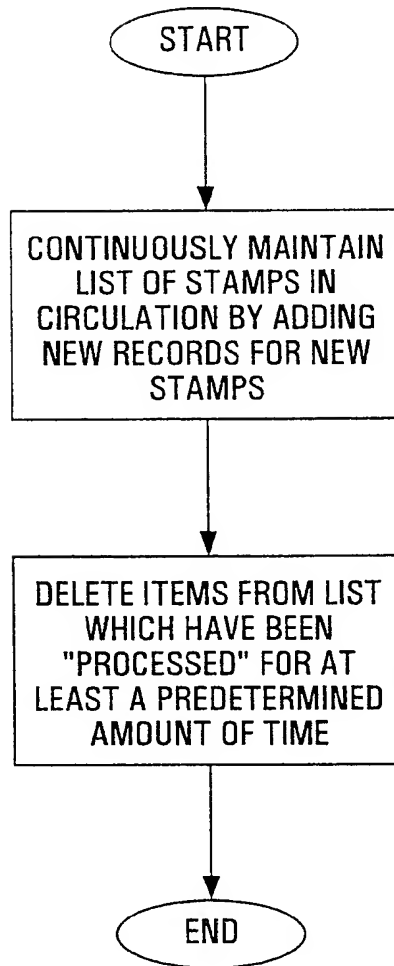 START
CONTINUOUSLY MAINTAIN
LIST OF STAMPS IN
CIRCULATION BY ADDING
NEW RECORDS FOR NEW
STAMPS
DELETE ITEMS FROM LIST
WHICH HAVE BEEN
"PROCESSED" FOR AT
LEAST A PREDETERMINED
AMOUNT OF TIME
END